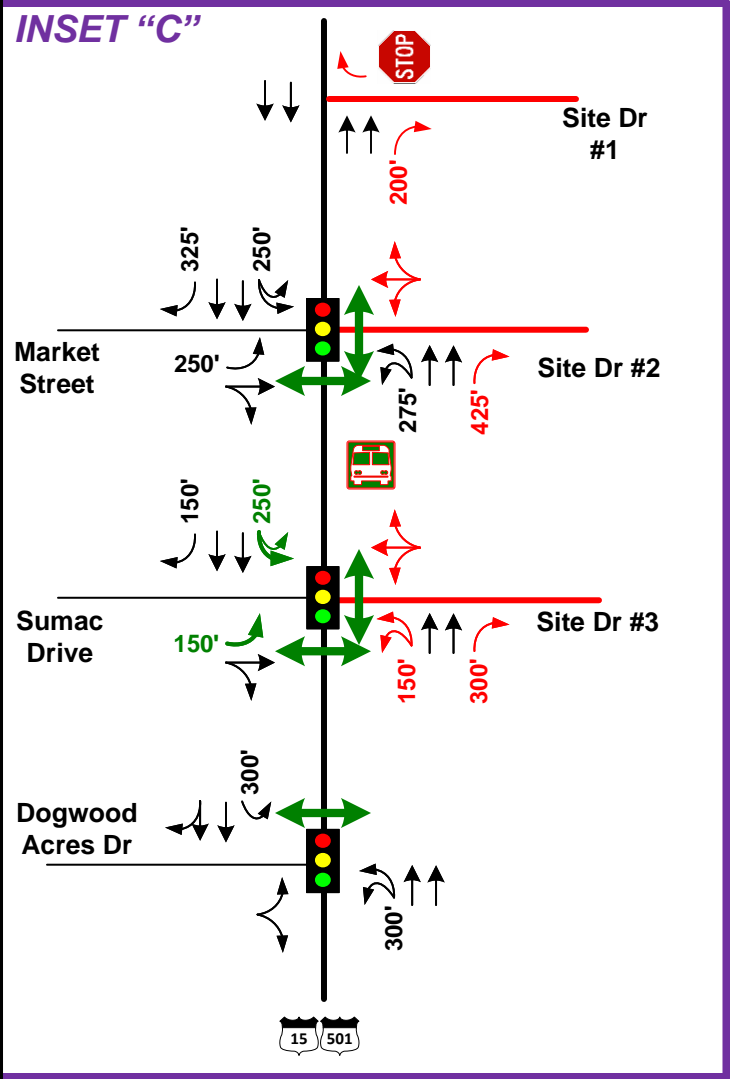 INSET “C”
STOP
Site Dr
#1
200'
325'
250'
Market
Street
250'
275'
425'
Site Dr #2
150'
250'
Sumac
Drive
150'
150'
300'
Site Dr #3
300'
Dogwood
Acres Dr
300'
15
501